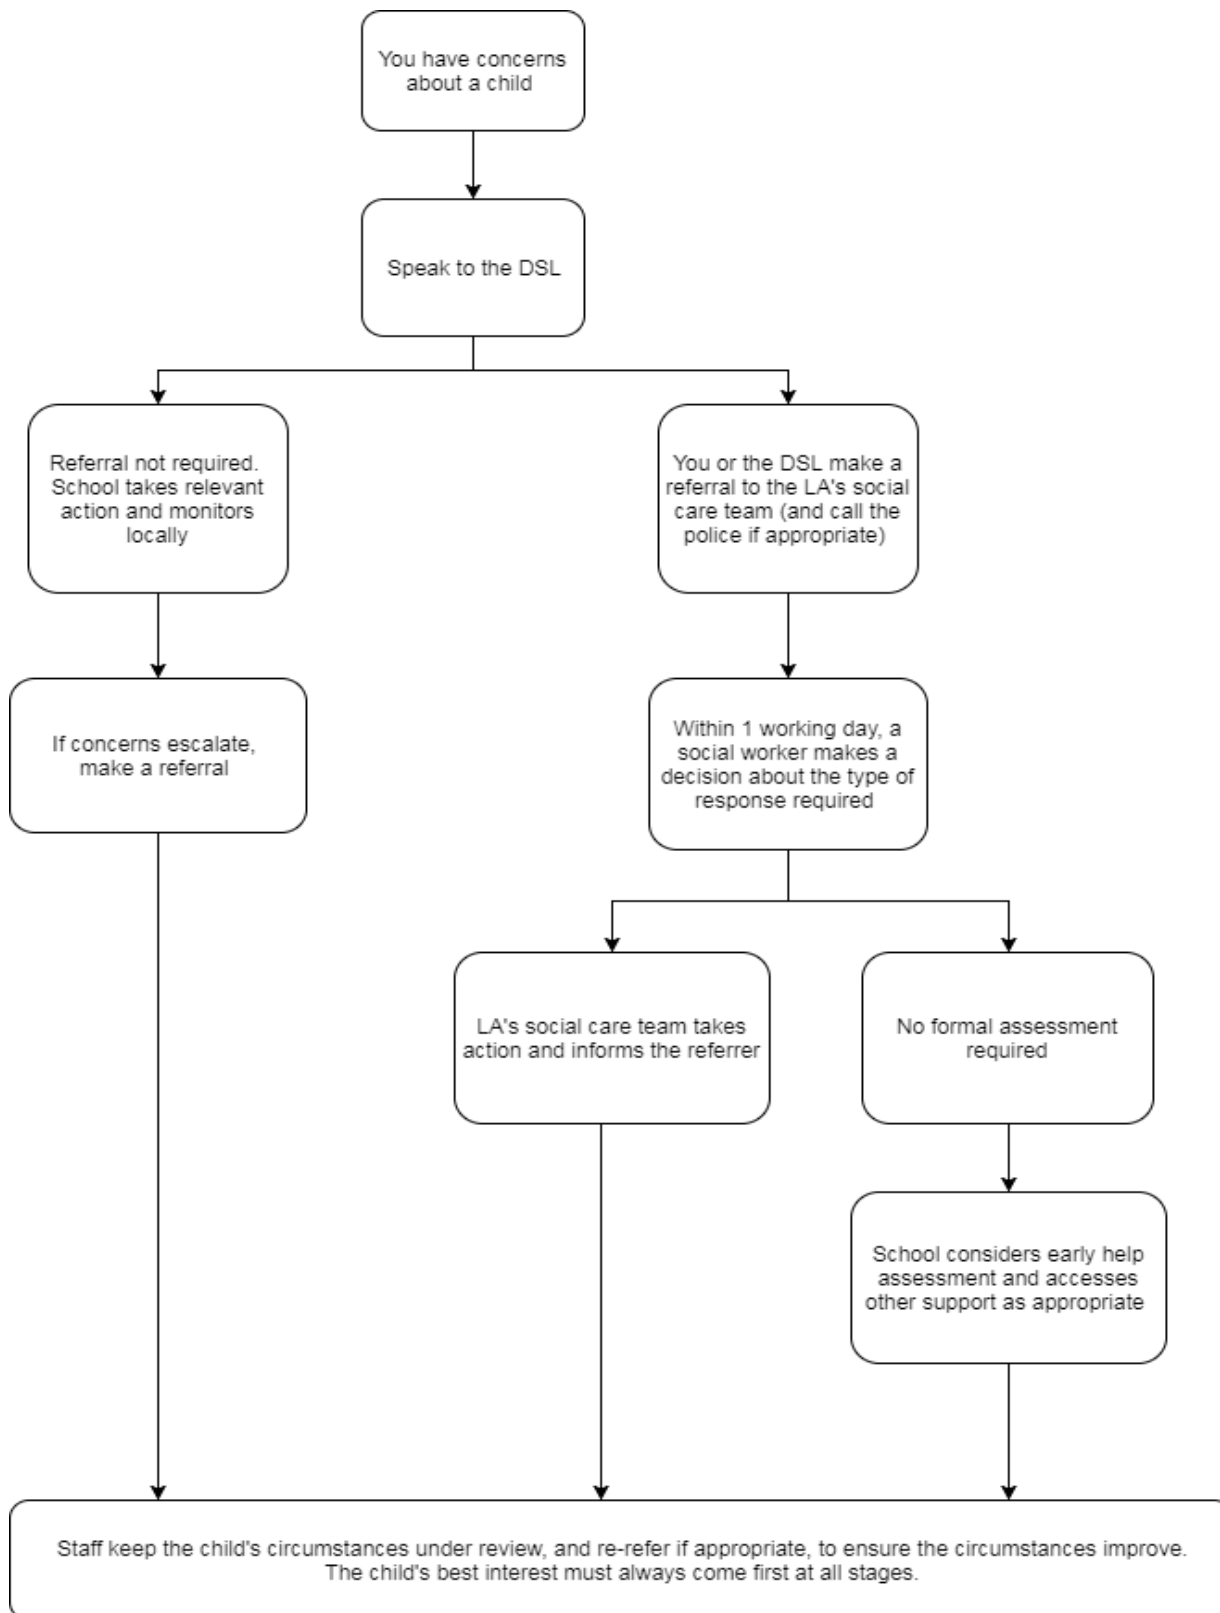 You have concerns
about a child
Speak to the DSL
Referral not required.
School takes relevant
action and monitors
locally
You or the DSL make a
referral to the LA's social
care team (and call the
police if appropriate)
If concerns escalate,
make a referral
Within 1 working day, a
social worker makes a
decision about the type of
response required
LA's social care team takes
action and informs the referrer
No formal assessment
required
School considers early help
assessment and accesses
other support as appropriate
Staff keep the child's circumstances under review, and re-refer if appropriate, to ensure the circumstances improve.
The child's best interest must always come first at all stages.